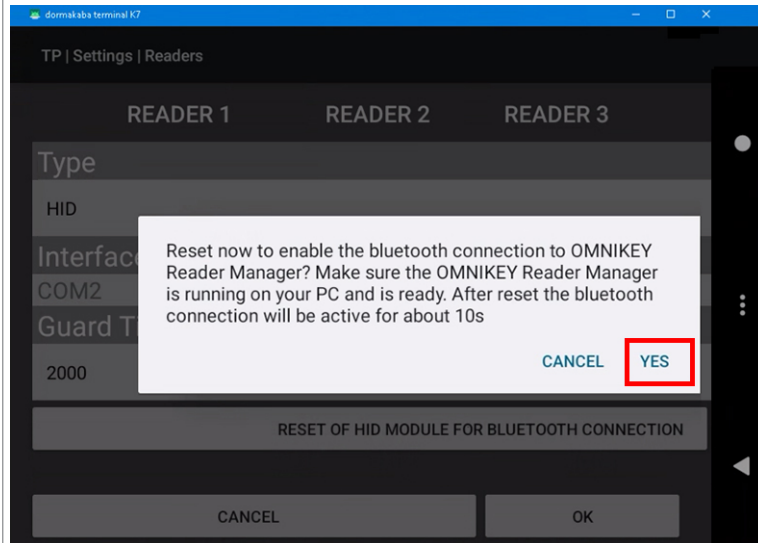 dormakaba terminal K7
TP | Settings | Readers
READER 1 READER 2 READER 3
Type
HID
Interface
COM2
Guard Ti
2000
Reset now to enable the bluetooth connection to OMNIKEY
Reader Manager? Make sure the OMNIKEY Reader Manager
is running on your PC and is ready. After reset the bluetooth
connection will be active for about 10s
CANCEL YES
RESET OF HID MODULE FOR BLUETOOTH CONNECTION
CANCEL OK